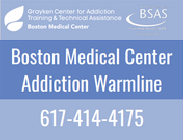 Grayken Center for Addiction
Training & Technical Assistance
Boston Medical Center
BSAS
Boston Medical Center
Addiction Warmline
617-414-4175